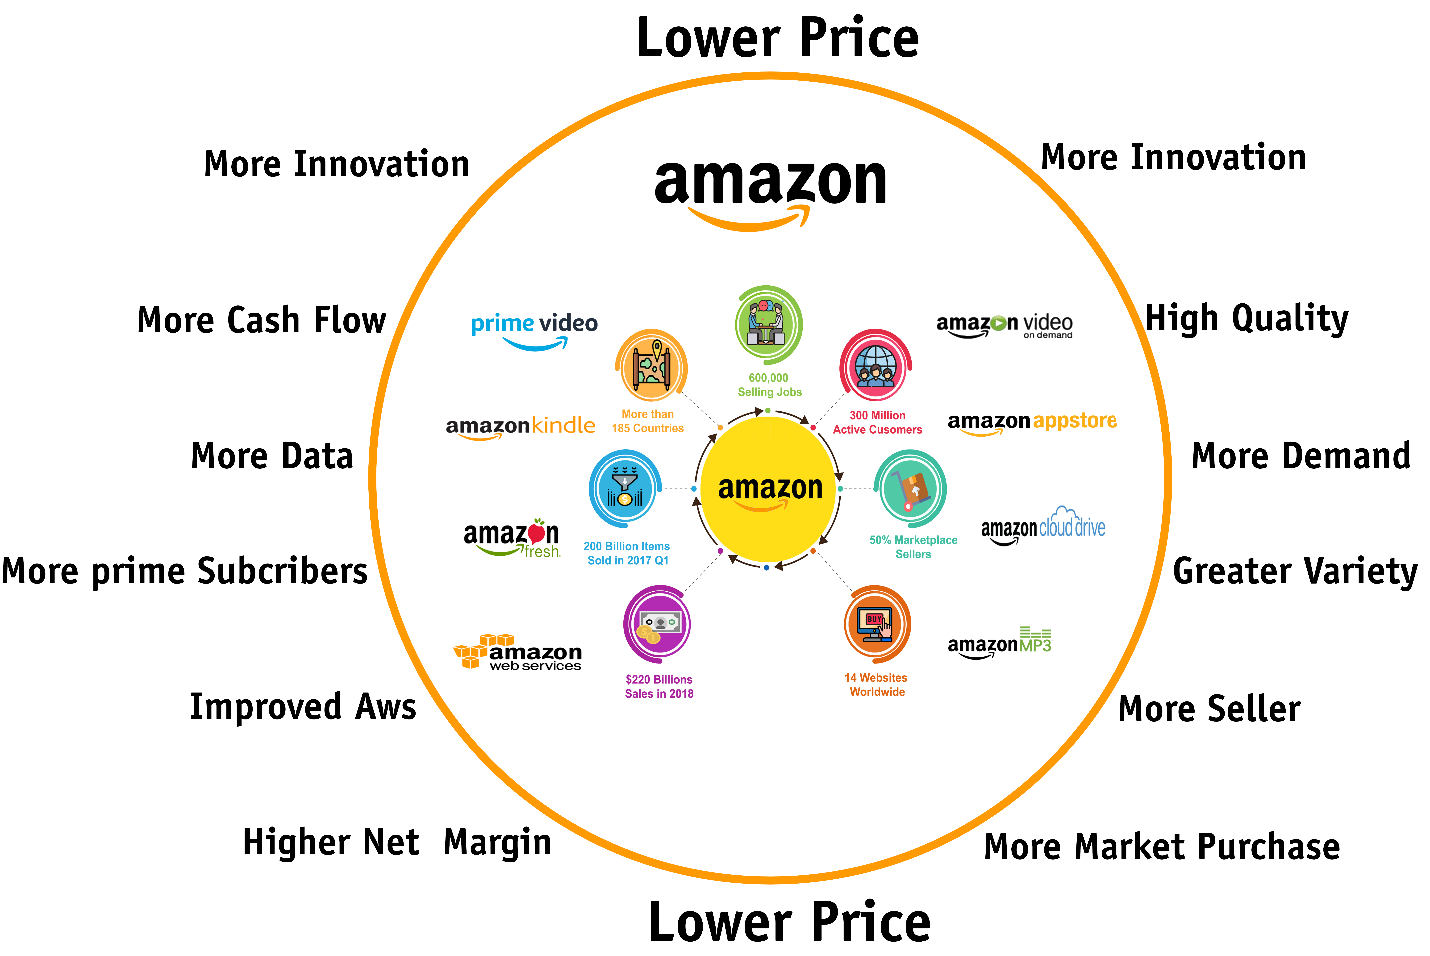 Lower Price
More Innovation
More Innovation
amazon
More Cash Flow
High Quality
prime video
amazon video
on demand
600,000
Selling Jobs
More than
185 Countries
300 Million
Active Cusomers
amazonkindle
amazon appstore
More Data
More Demand
amazon
amazon
fresh
200 Billion Items
Sold in 2017 Q1
50% Marketplace
Sellers
amazon cloud drive
More prime Subcribers
Greater Variety
BUY
amazon
web services
amazon MP3
$220 Billions
Sales in 2018
14 Websites
Worldwide
Improved Aws
More Seller
Higher Net Margin
More Market Purchase
Lower Price